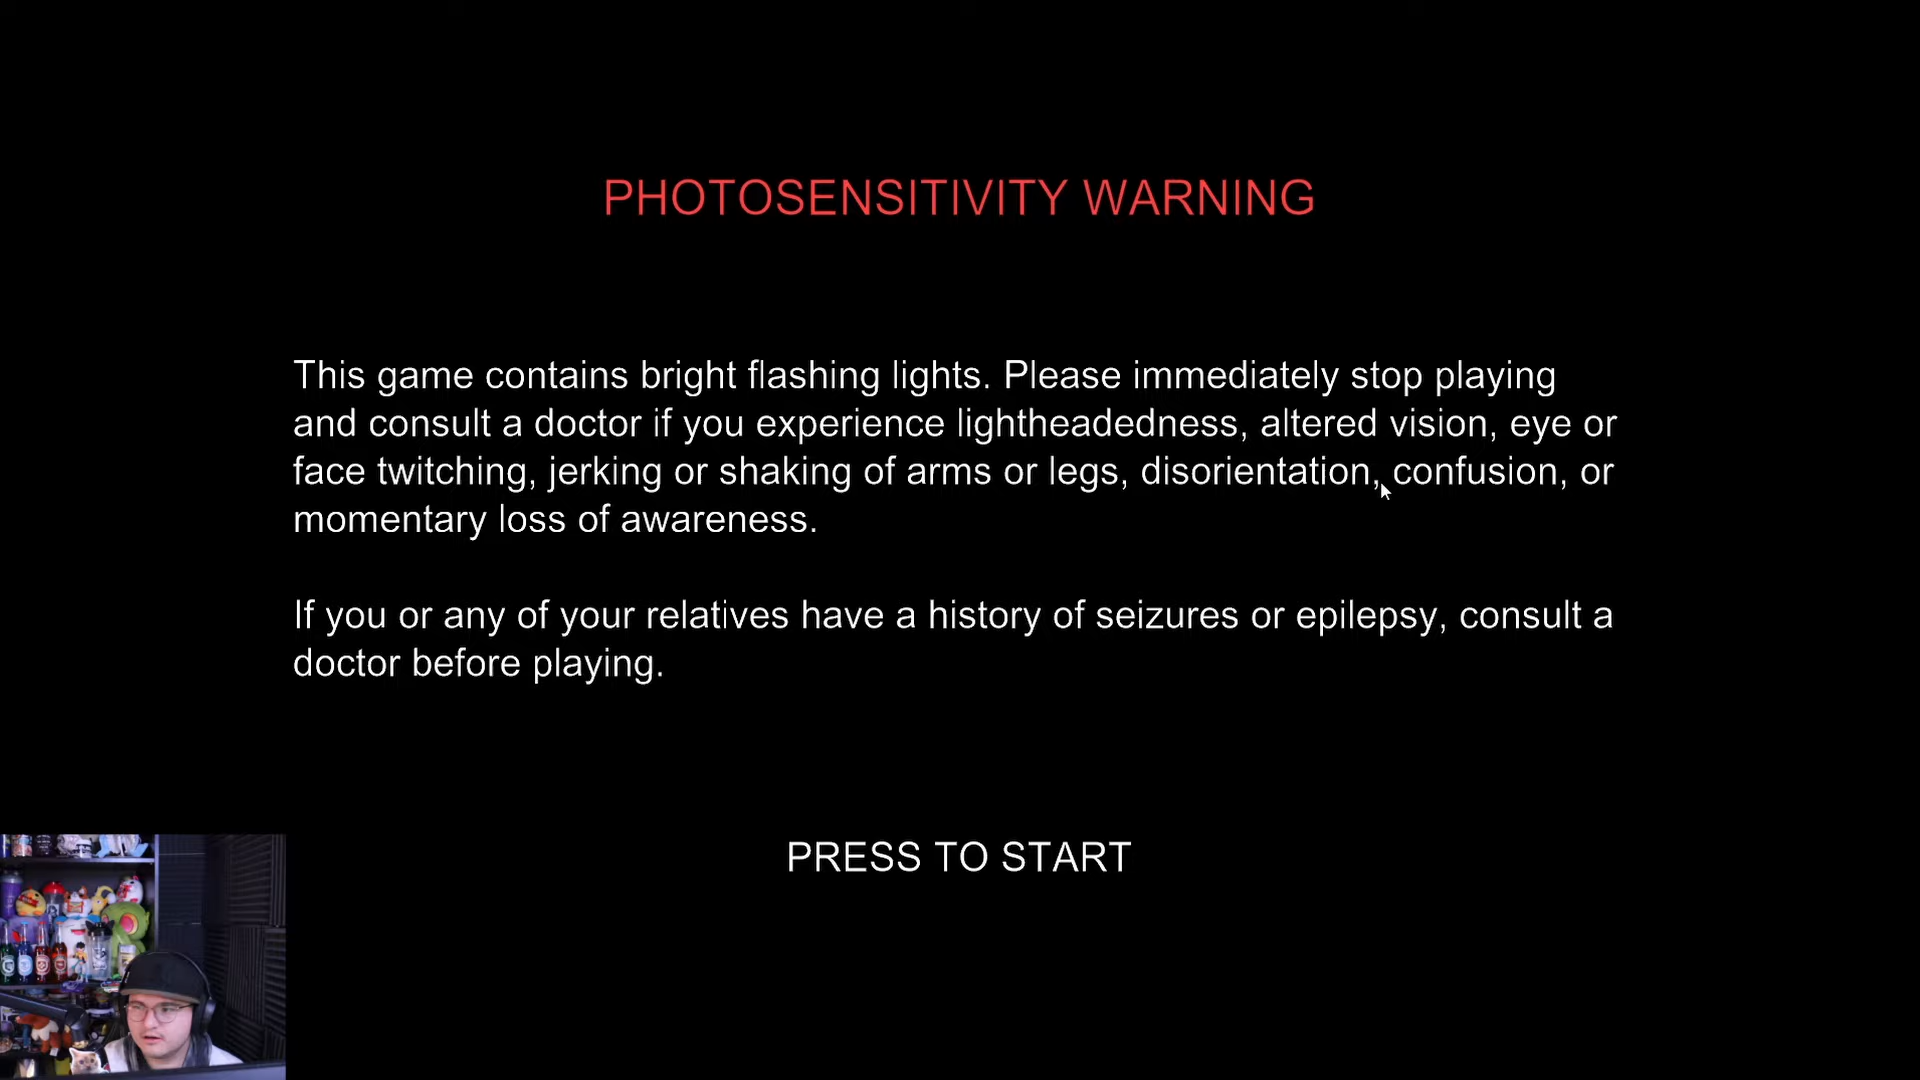 PHOTOSENSITIVITY WARNING
This game contains bright flashing lights. Please immediately stop playing
and consult a doctor if you experience lightheadedness, altered vision, eye or
face twitching, jerking or shaking of arms or legs, disorientation, confusion, or
momentary loss of awareness.
If you or any of your relatives have a history of seizures or epilepsy, consult a
doctor before playing.
PRESS TO START